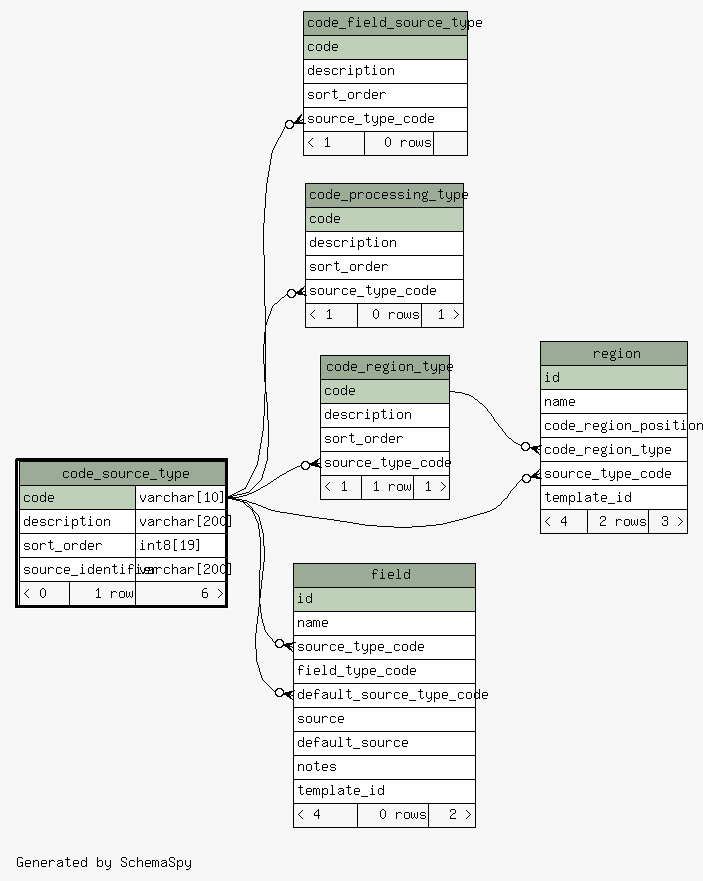 code_field_source_type
code
description
sort_order
source_type_code
< 1 0 rows
code_processing_type
code
description
sort_order
source_type_code
< 1 0 rows 1 >
code_region_type
code
description
sort_order
source_type_code
< 1 1 row 1 >
region
id
name
code_region_position
code_region_type
source_type_code
template_id
< 4 2 rows 3 >
code_source_type
code varchar[10]
description varchar[200]
sort_order int8[19]
source_identifier varchar[200]
< 0 1 row 6 >
field
id
name
source_type_code
field_type_code
default_source_type_code
source
default_source
notes
template_id
< 4 0 rows 2 >
Generated by SchemaSpy